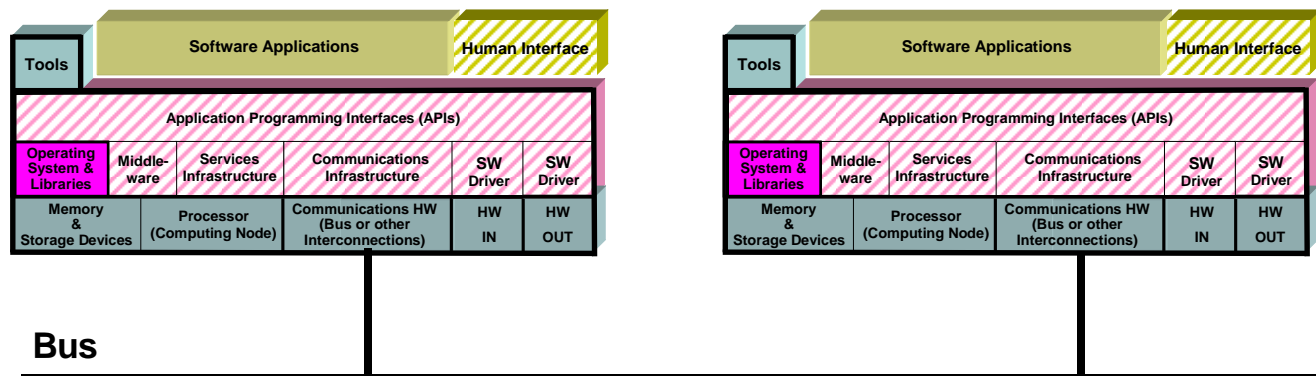 Software Applications
Human Interface
Tools
Application Programming Interfaces (APIs)
Operating
System &
Libraries
Middle-
ware
Services
Infrastructure
Communications
Infrastructure
SW
Driver
SW
Driver
Memory
&
Storage Devices
Processor
(Computing Node)
Communications HW
(Bus or other
Interconnections)
HW
IN
HW
OUT
Software Applications
Human Interface
Tools
Application Programming Interfaces (APIs)
Operating
System &
Libraries
Middle-
ware
Services
Infrastructure
Communications
Infrastructure
SW
Driver
SW
Driver
Memory
&
Storage Devices
Processor
(Computing Node)
Communications HW
(Bus or other
Interconnections)
HW
IN
HW
OUT
Bus